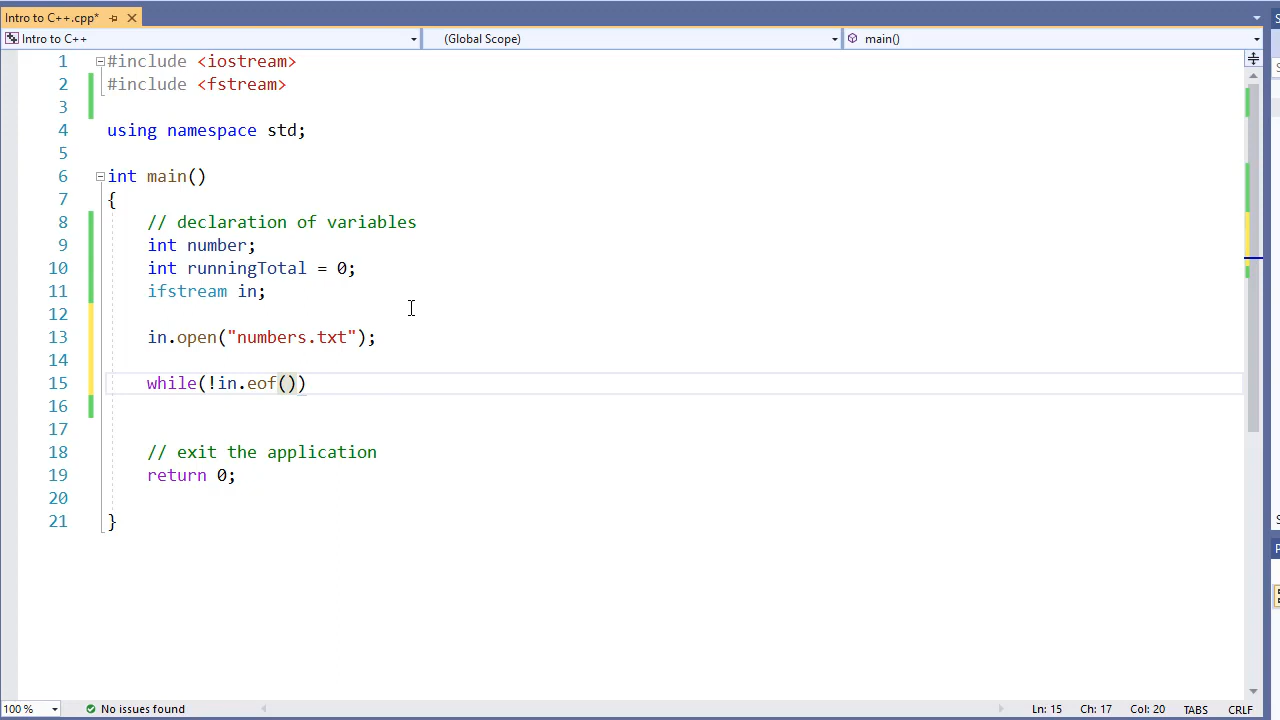 Intro to C++.cpp*
Intro to C++ (Global Scope) main()
1 #include <iostream>
2 #include <fstream>
3
4 using namespace std;
5
6 int main()
7 {
8 // declaration of variables
9 int number;
10 int runningTotal = 0;
11 ifstream in;
12
13 in.open("numbers.txt");
14
15 while(!in.eof())
16
17
18 // exit the application
19 return 0;
20
21 }
100 % No issues found Ln: 15 Ch: 17 Col: 20 TABS CRLF